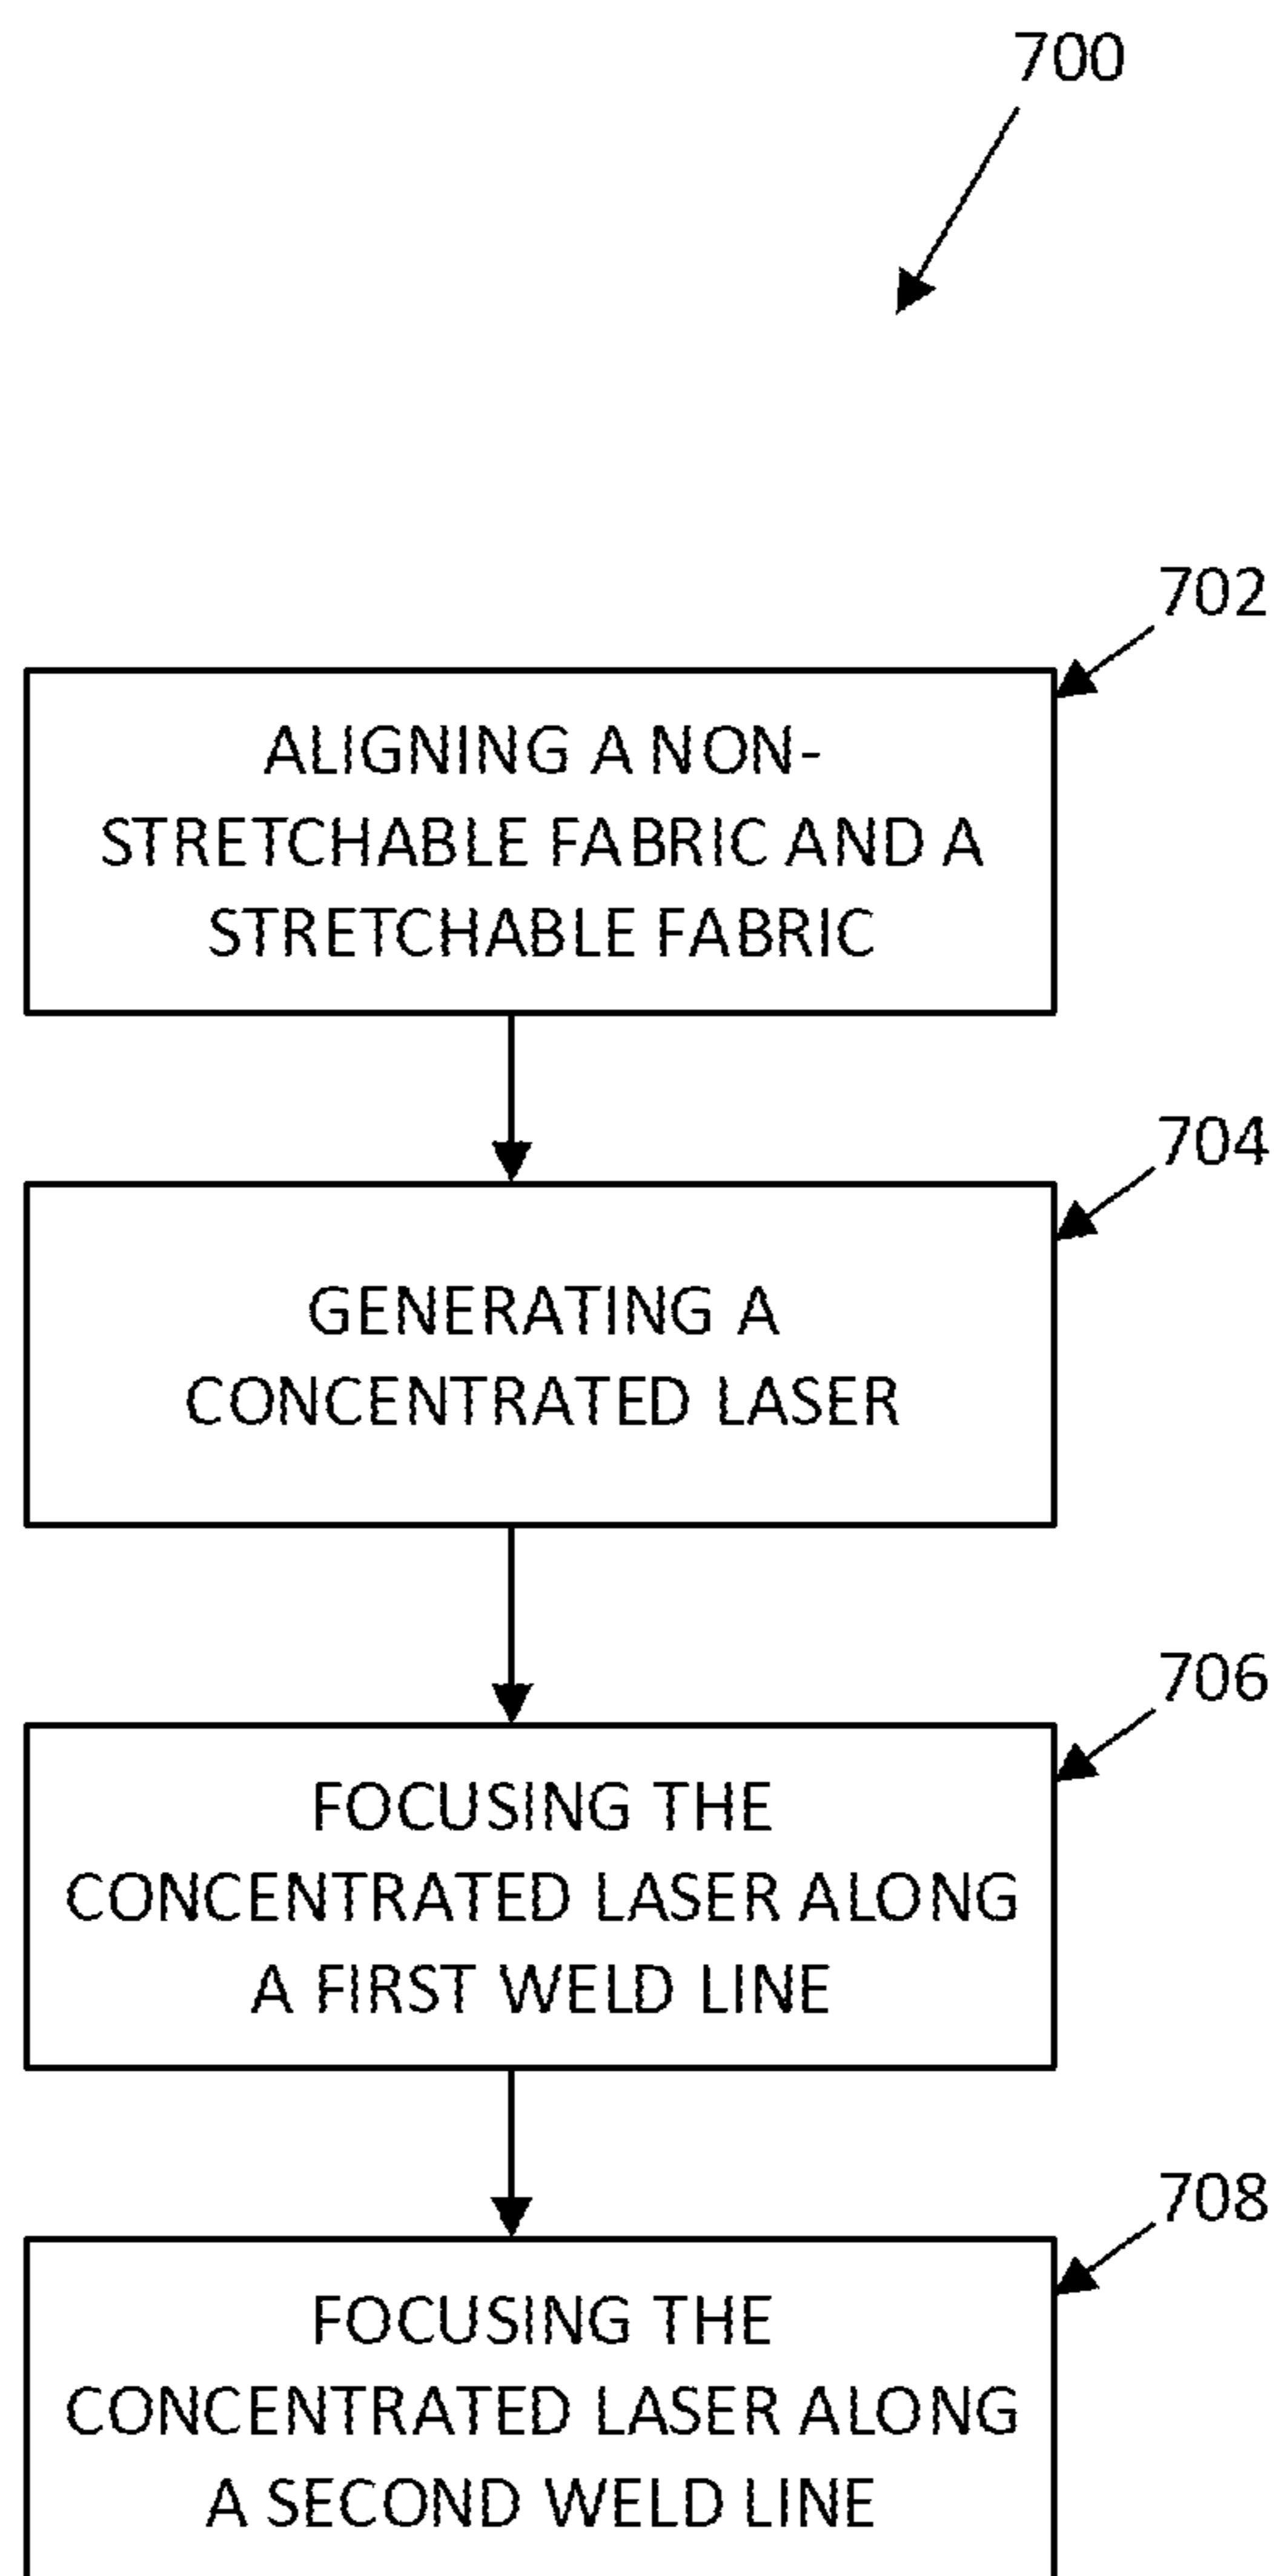 700
702
ALIGNING A NON-
STRETCHABLE FABRIC AND A
STRETCHABLE FABRIC
704
GENERATING A
CONCENTRATED LASER
706
FOCUSING THE
CONCENTRATED LASER ALONG
A FIRST WELD LINE
708
FOCUSING THE
CONCENTRATED LASER ALONG
A SECOND WELD LINE